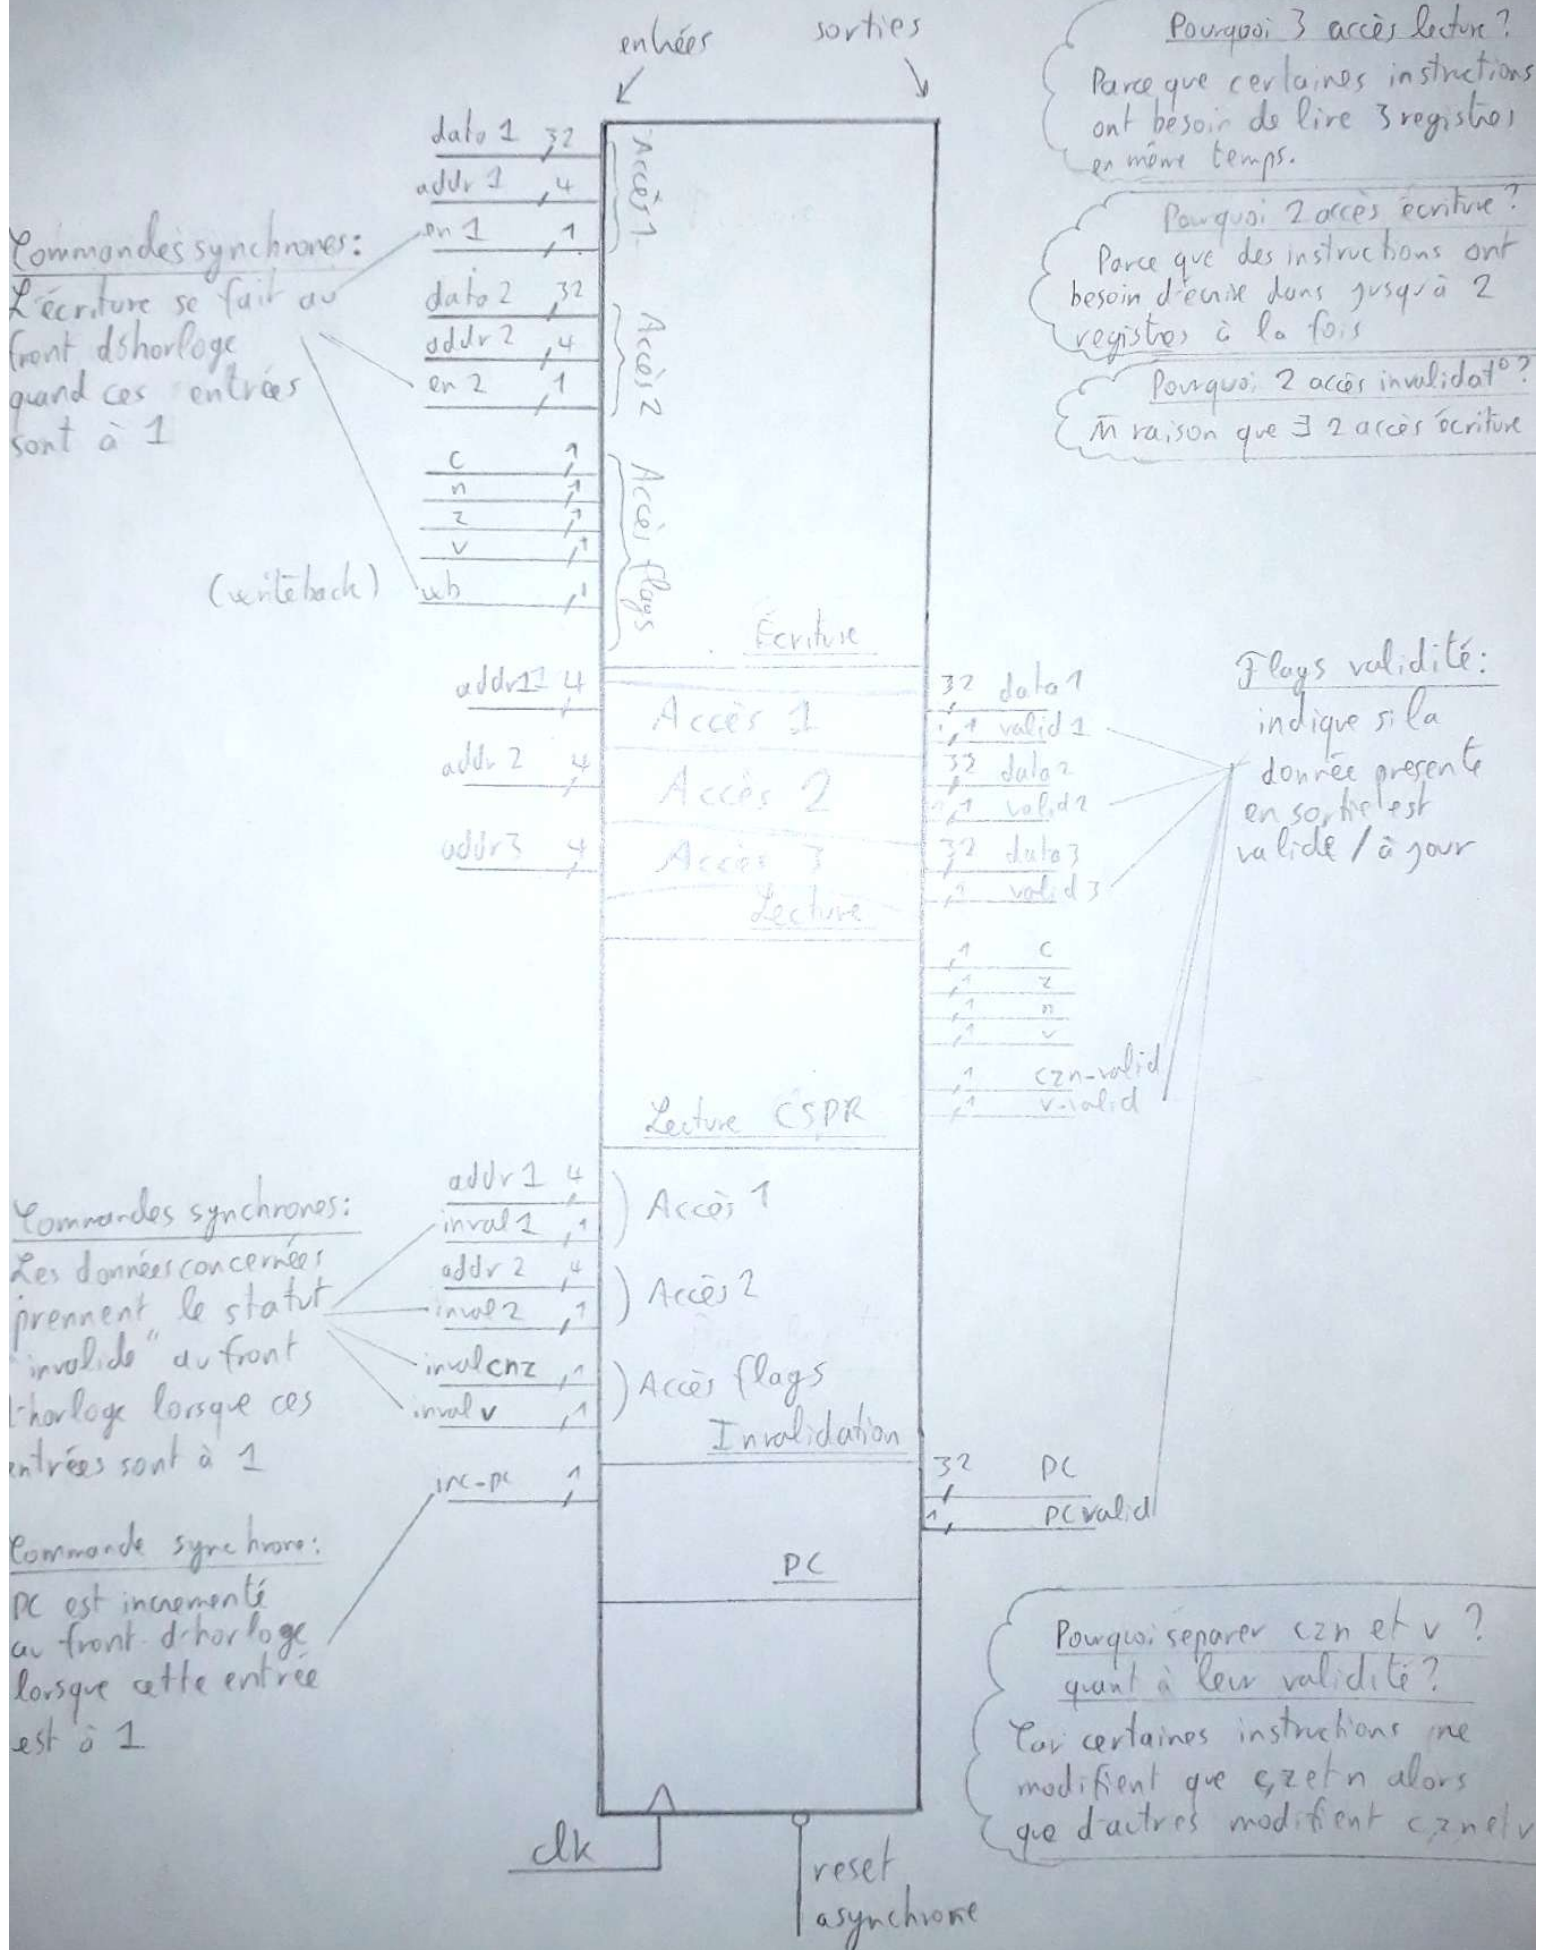 entrées sorties
Pourquoi 3 accès lecture ?
Parce que certaines instructions
ont besoin de lire 3 registres
en même temps.
Pourquoi 2 accès écriture ?
Parce que des instructions ont
besoin d'écrire dans jusqu'à 2
registres à la fois
Pourquoi 2 accès invalidat° ?
m̄ raison que ∃ 2 accès écriture
data 1 32
addr 1 4
en 1 1
Accès 1
Commandes synchrones :
L'écriture se fait au
front d'horloge
quand ces entrées
sont à 1
data 2 32
addr 2 4
en 2 1
Accès 2
c 1
n 1
z 1
v 1
(writeback) wb 1
Accès flags
Écriture
addr 1 4
Accès 1
32 data 1
1 valid 1
addr 2 4
Accès 2
32 data 2
1 valid 2
addr 3 4
Accès 3
32 data 3
1 valid 3
Lecture
Flags validité :
indique si la
donnée présente
en sortie est
valide / à jour
1 c
1 z
1 n
1 v
1 czn-valid
1 v-valid
Lecture CSPR
addr 1 4
inval 1 1
Accès 1
addr 2 4
inval 2 1
Accès 2
inval cnz 1
inval v 1
Accès flags
Invalidation
Commandes synchrones :
Les données concernées
prennent le statut
"invalide" au front
d'horloge lorsque ces
entrées sont à 1
inc-pc 1
32 PC
1 PC valid
PC
Commande synchrone :
PC est incrémenté
au front d'horloge
lorsque cette entrée
est à 1
Pourquoi séparer czn et v ?
quant à leur validité ?
Car certaines instructions ne
modifient que c, z et n alors
que d'autres modifient c, z n et v
clk
reset
asynchrone